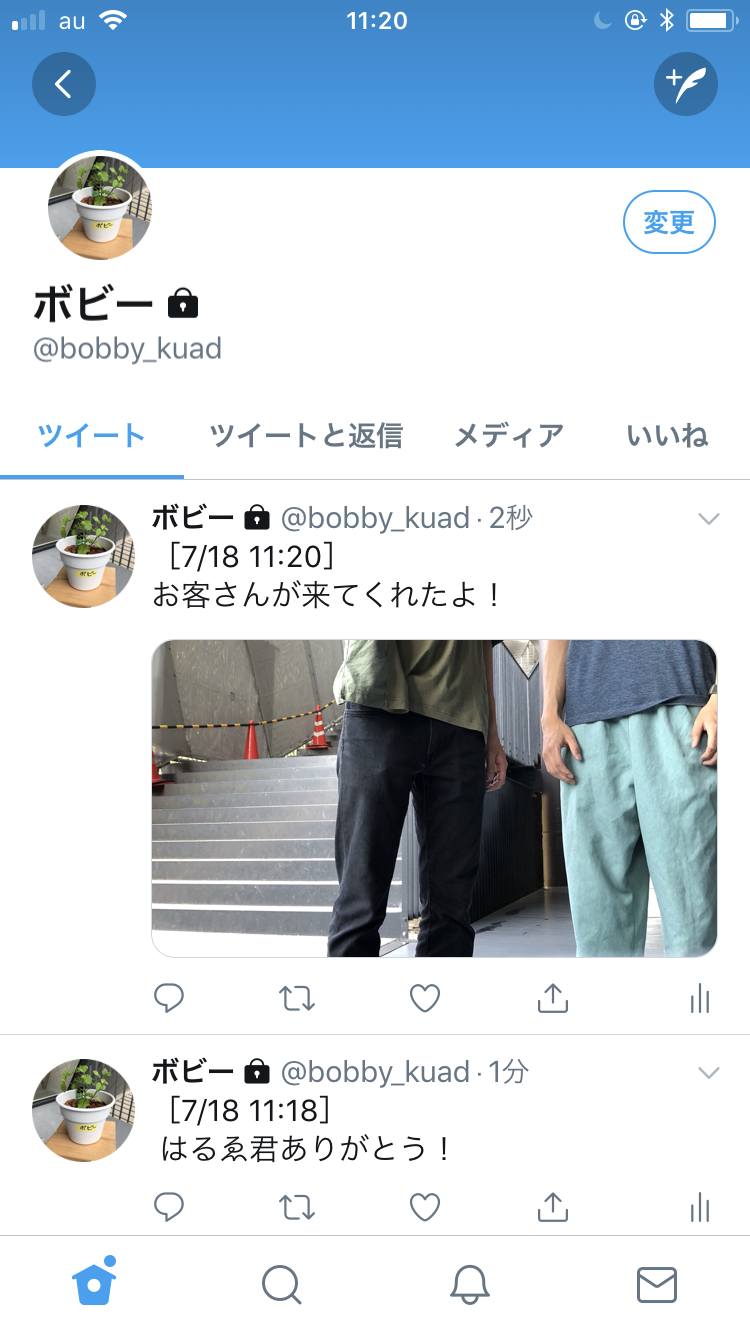 au 11:20
変更
ボビー
@bobby_kuad
ツイート ツイートと返信 メディア いいね
ボビー @bobby_kuad · 2秒
［7/18 11:20］
お客さんが来てくれたよ！
ボビー @bobby_kuad · 1分
［7/18 11:18］
はるゑ君ありがとう！